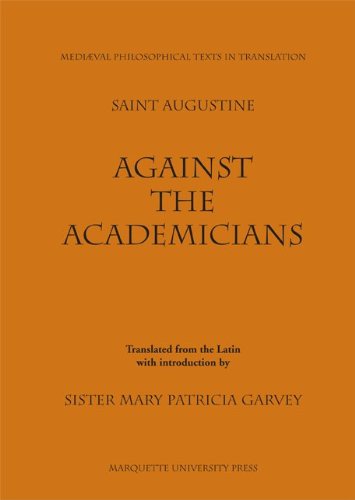 MEDIÆVAL PHILOSOPHICAL TEXTS IN TRANSLATION
SAINT AUGUSTINE
AGAINST
THE
ACADEMICIANS
Translated from the Latin
with introduction by
SISTER MARY PATRICIA GARVEY
MARQUETTE UNIVERSITY PRESS